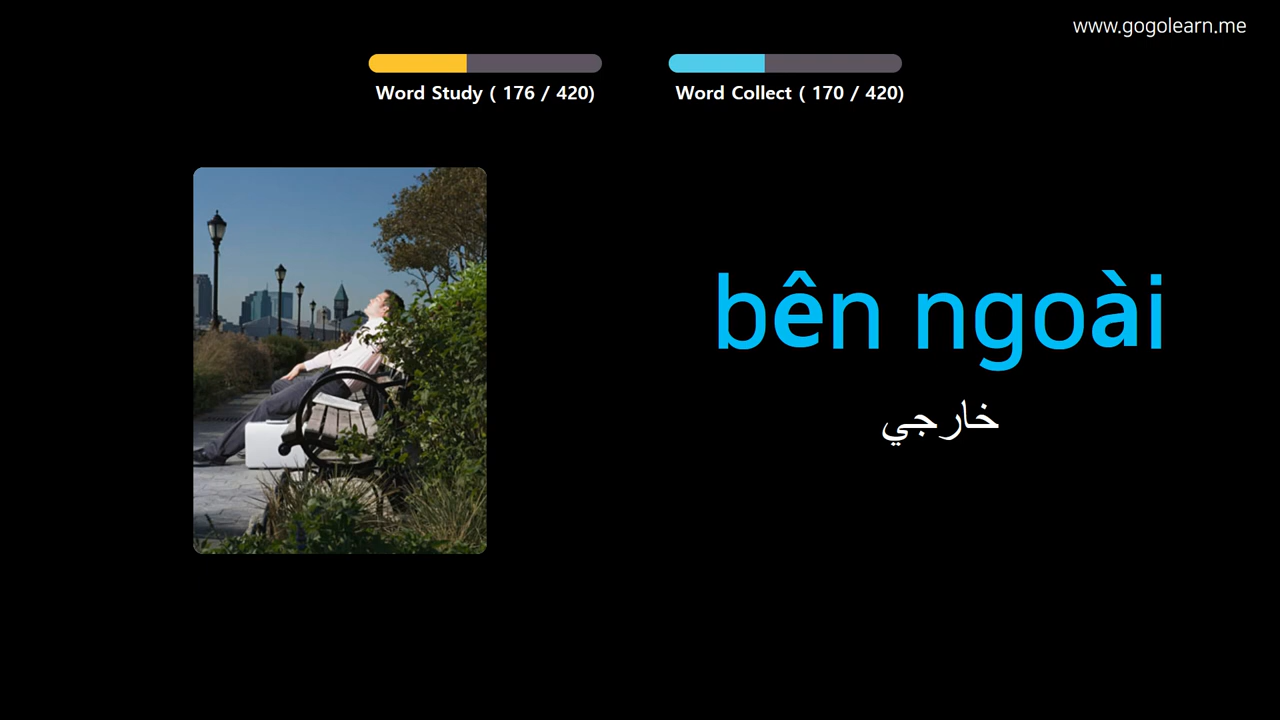 www.gogolearn.me
Word Study ( 176 / 420)
Word Collect ( 170 / 420)
bên ngoài
خارجي